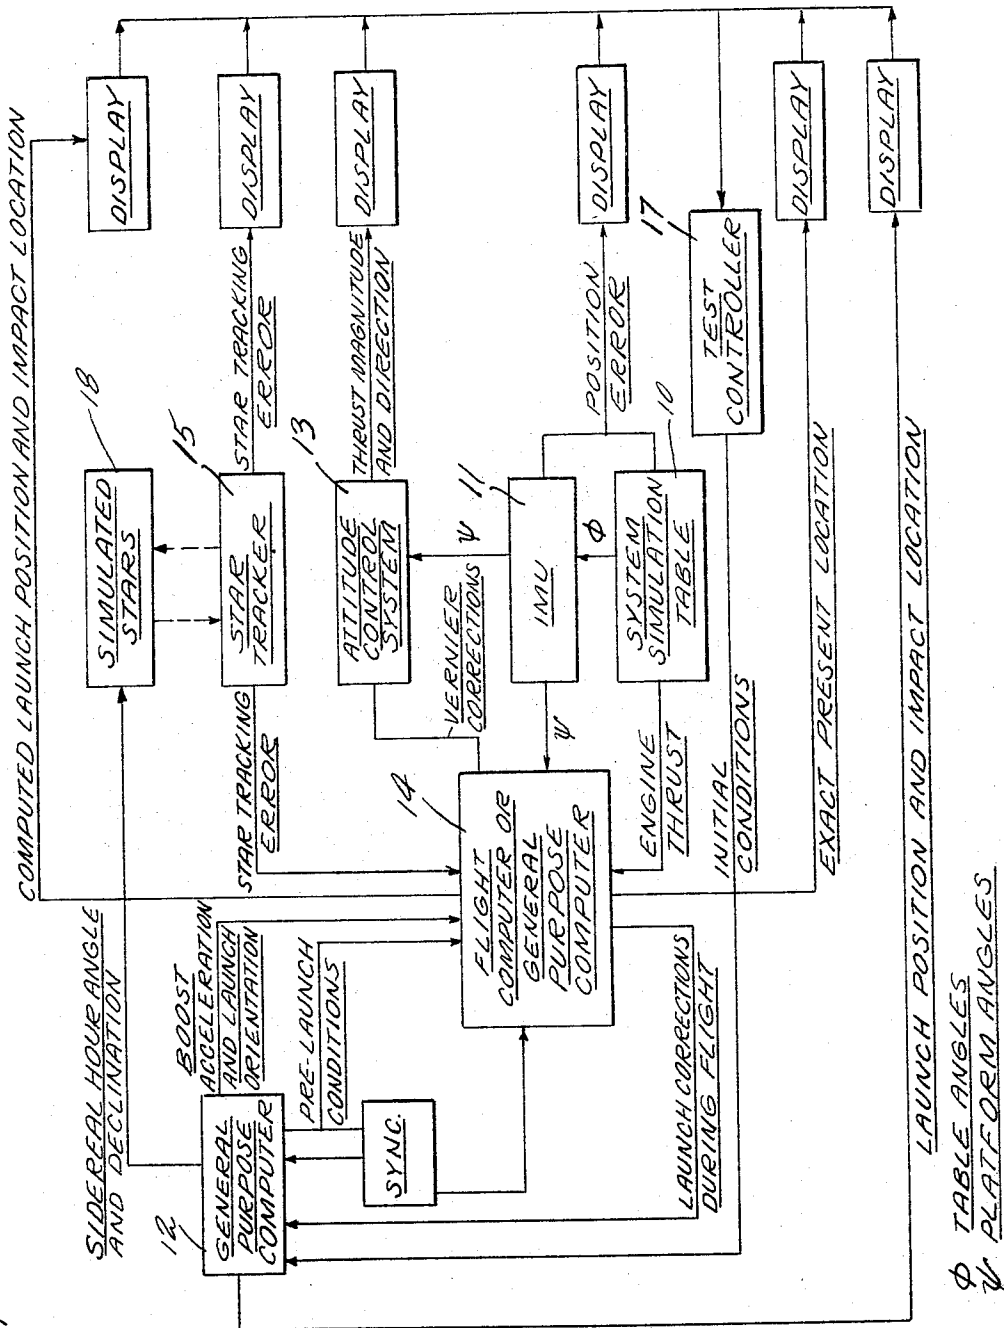 COMPUTED LAUNCH POSITION AND IMPACT LOCATION
SIDEREAL HOUR ANGLE
AND DECLINATION
SIMULATED
STARS
18
DISPLAY
12
GENERAL
PURPOSE
COMPUTER
BOOST
ACCELERATION
AND LAUNCH
ORIENTATION
STAR TRACKING
ERROR
STAR
TRACKER
15
STAR TRACKING
ERROR
DISPLAY
PRE-LAUNCH
CONDITIONS
ATTITUDE
CONTROL
SYSTEM
13
THRUST MAGNITUDE
AND DIRECTION
DISPLAY
SYNC.
VERNIER
CORRECTIONS
ψ
14
FLIGHT
COMPUTER OR
GENERAL
PURPOSE
COMPUTER
ψ
IMU
11
ϕ
POSITION
ERROR
DISPLAY
ENGINE
THRUST
SYSTEM
SIMULATION
TABLE
10
LAUNCH CORRECTIONS
DURING FLIGHT
INITIAL
CONDITIONS
TEST
CONTROLLER
17
EXACT PRESENT LOCATION
DISPLAY
LAUNCH POSITION AND IMPACT LOCATION
DISPLAY
ϕ TABLE ANGLES
ψ PLATFORM ANGLES